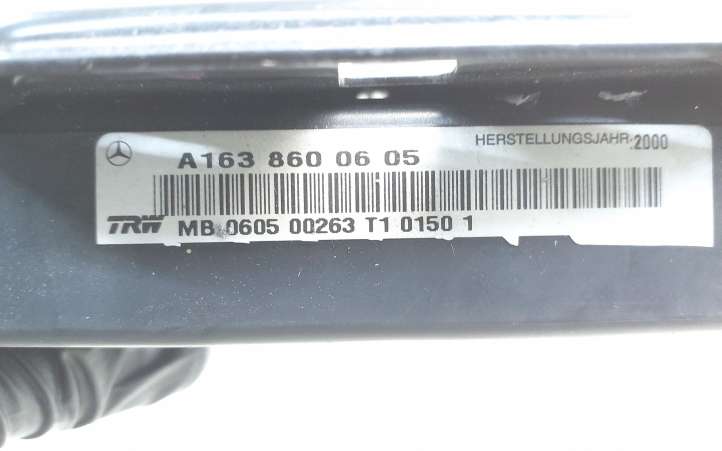 HERSTELLUNGSJAHR:2000
A163 860 06 05
TRW MB 0605 00263 T1 0150 1